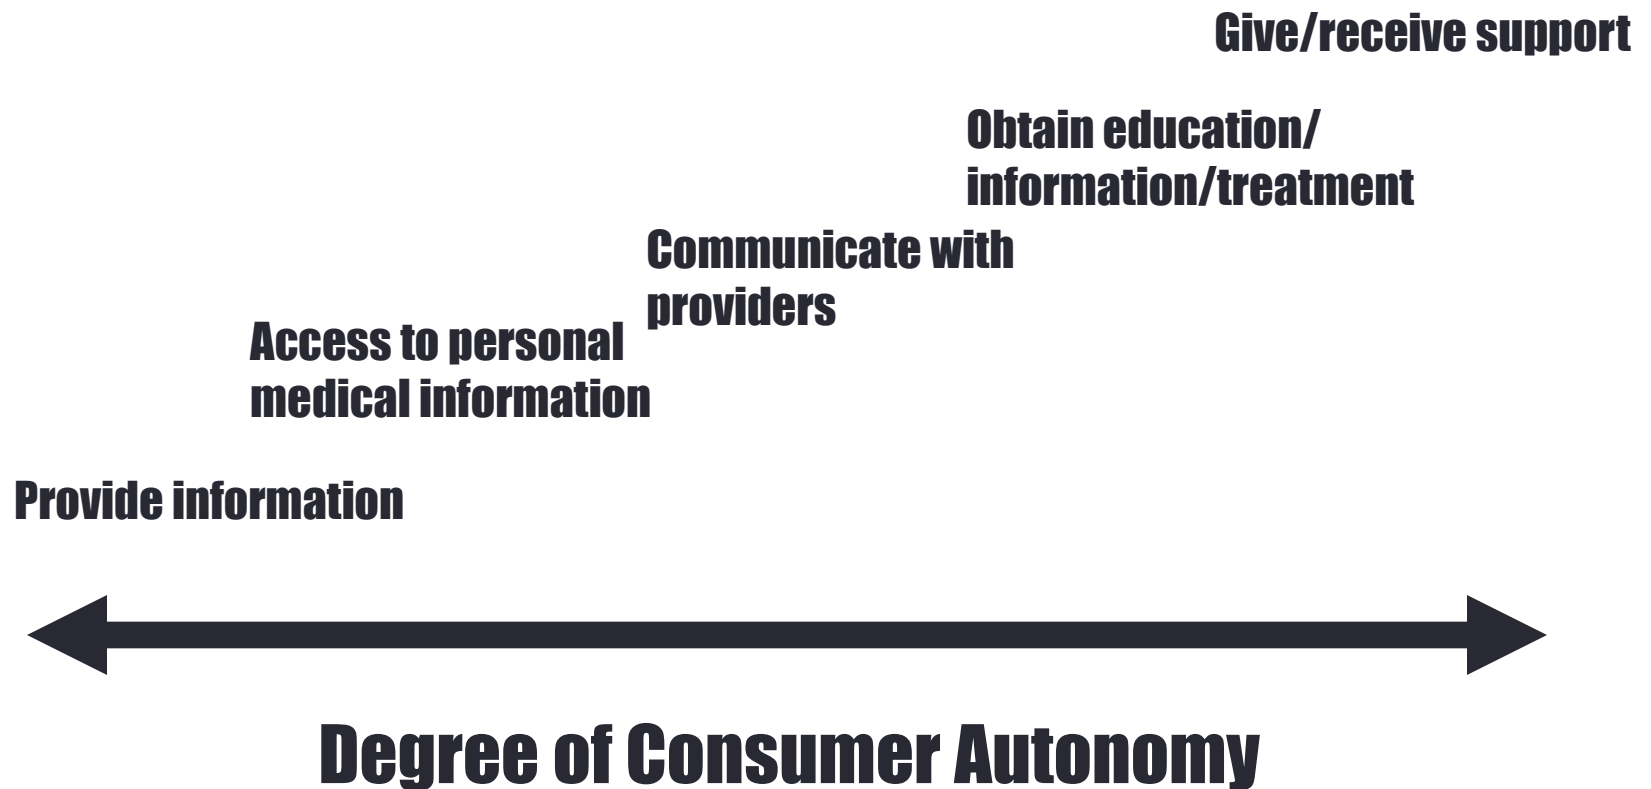 Give/receive support
Obtain education/
information/treatment
Communicate with
providers
Access to personal
medical information
Provide information
Degree of Consumer Autonomy